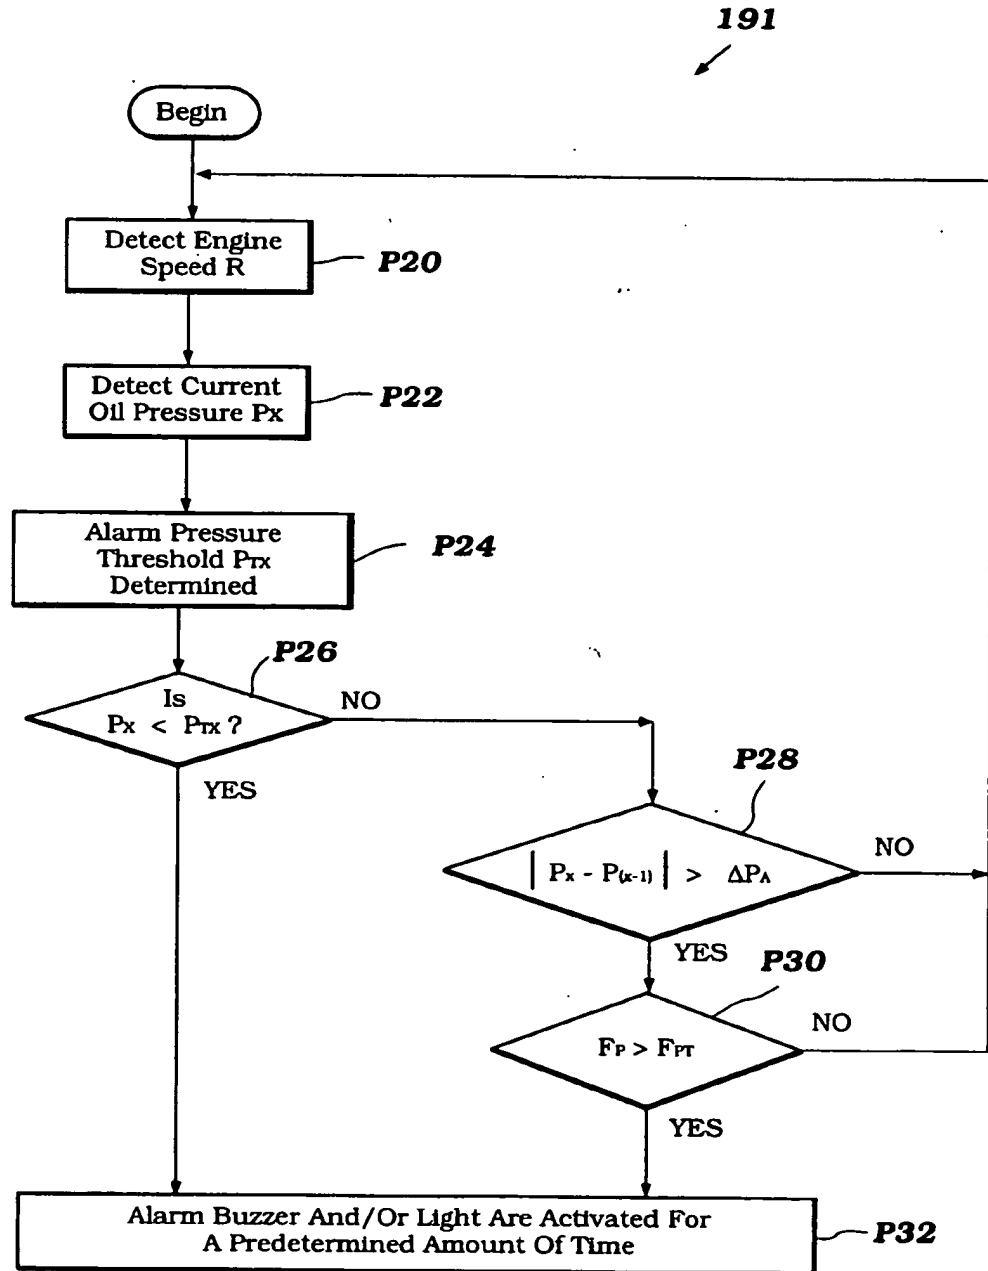 191
Begin
Detect Engine
Speed R
P20
Detect Current
Oil Pressure Px
P22
Alarm Pressure
Threshold PTX
Determined
P24
P26
Is
Px < PTX ?
NO
YES
P28
| Px - P(x-1) | > ΔPA
NO
YES
P30
FP > FPT
NO
YES
Alarm Buzzer And/Or Light Are Activated For
A Predetermined Amount Of Time
P32